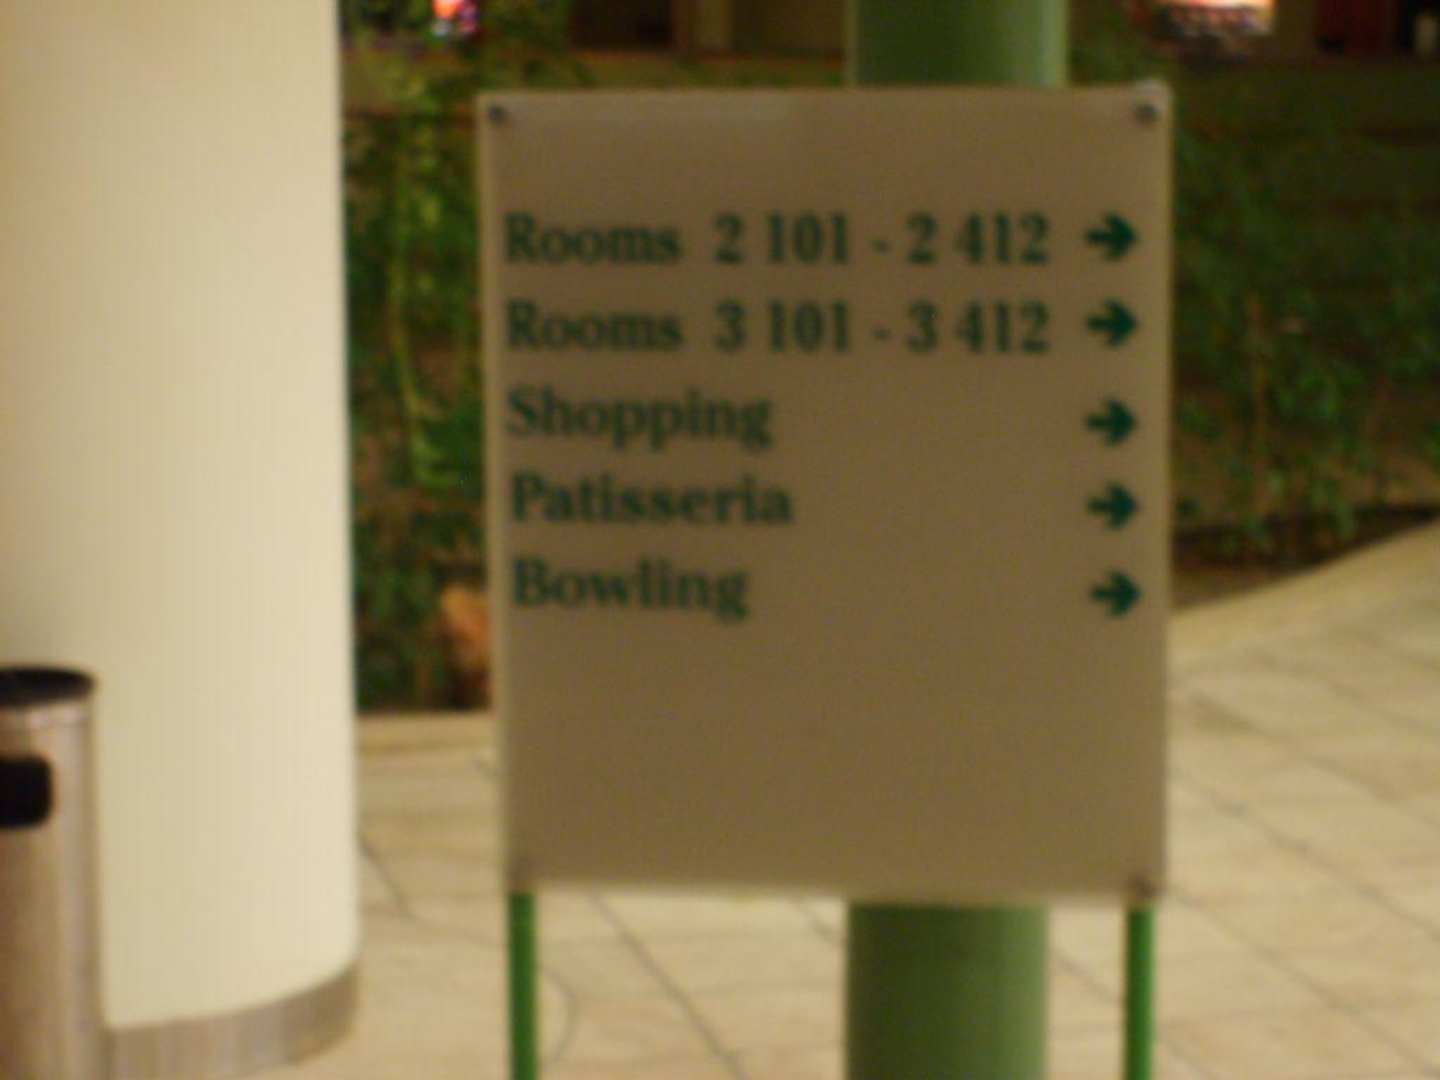 Rooms 2 101 - 2 412 →
Rooms 3 101 - 3 412 →
Shopping →
Patisseria →
Bowling →